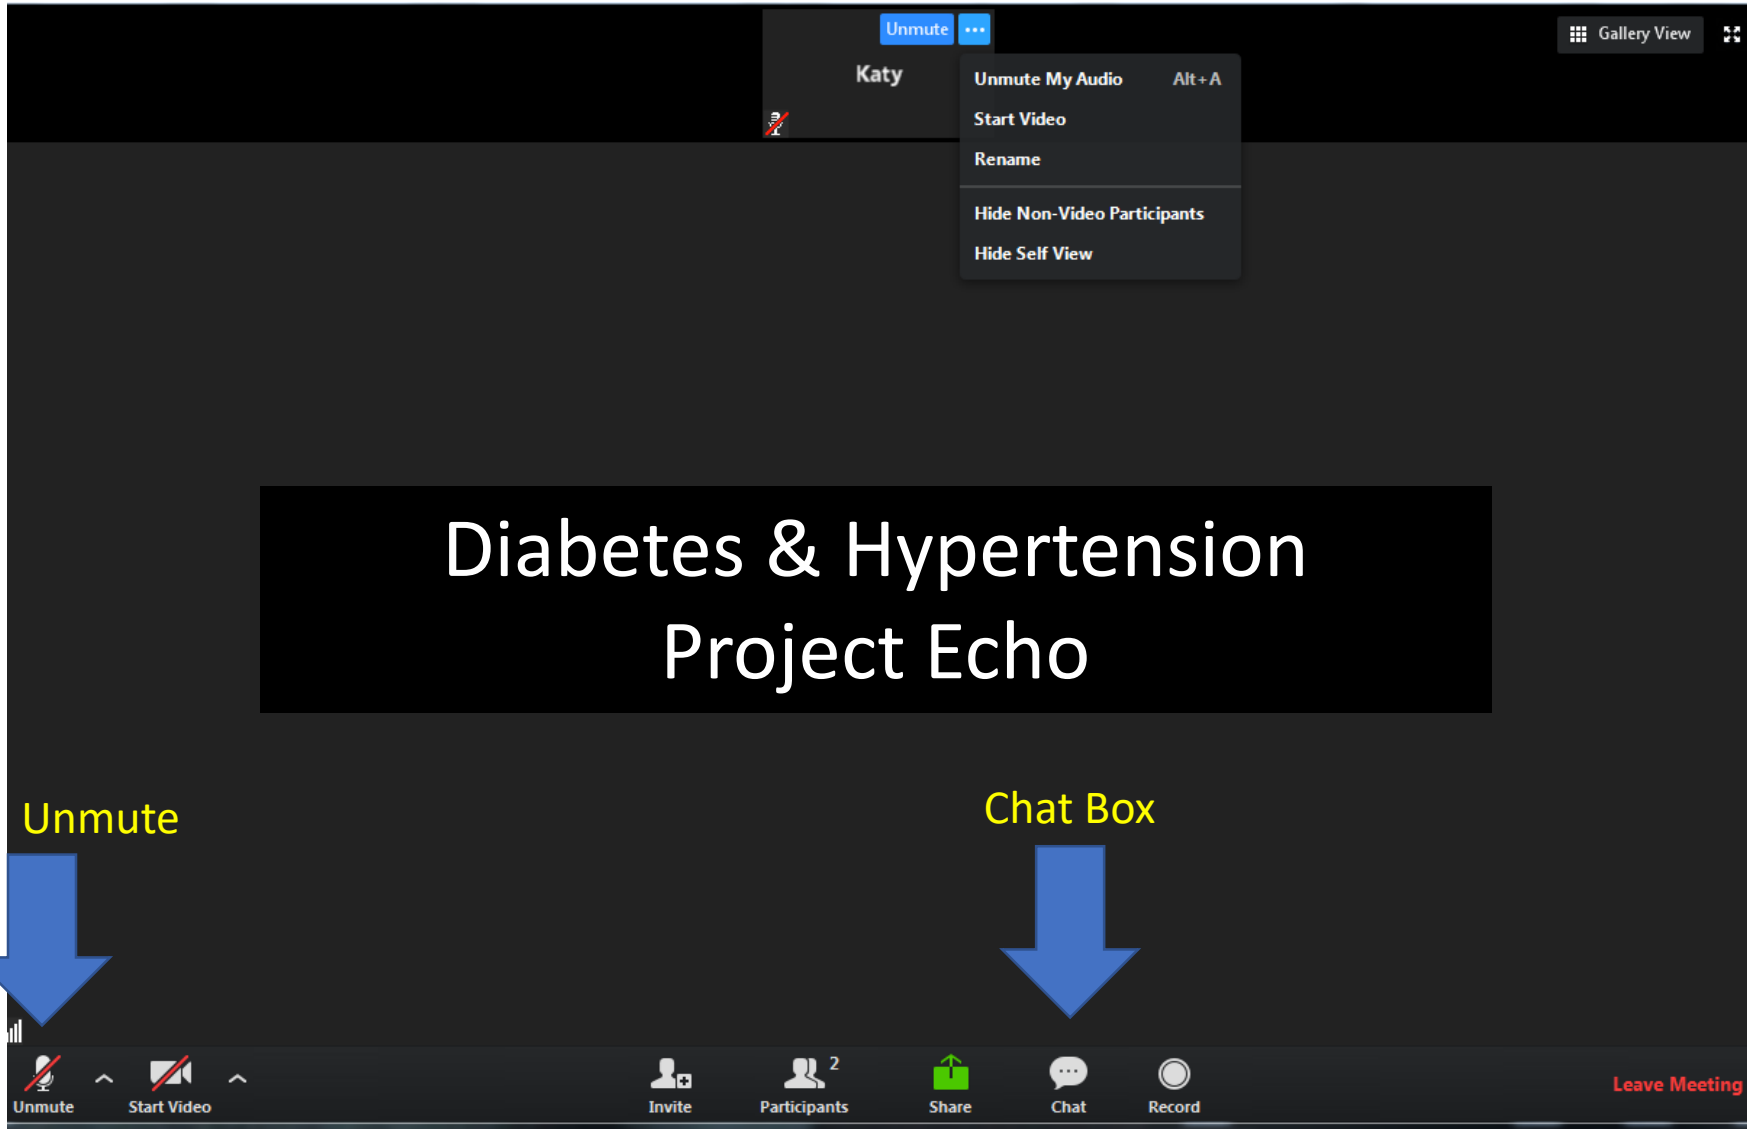 Unmute ···
Gallery View
Katy
Unmute My Audio Alt+A
Start Video
Rename
Hide Non-Video Participants
Hide Self View
Diabetes & Hypertension
Project Echo
Unmute
Chat Box
Unmute
Start Video
Invite
Participants 2
Share
Chat
Record
Leave Meeting